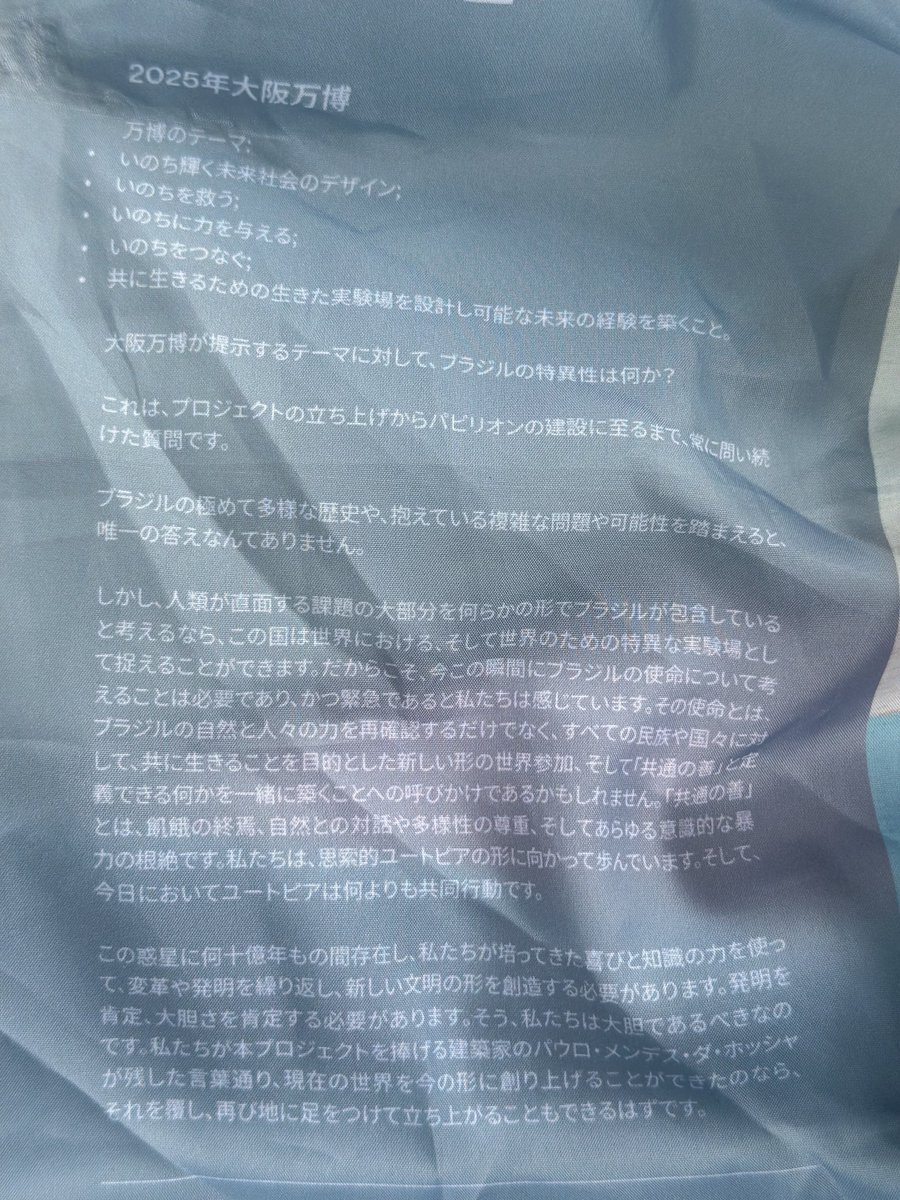 2025年大阪万博
万博のテーマ:
• いのち輝く未来社会のデザイン;
• いのちを救う;
• いのちに力を与える;
• いのちをつなぐ;
• 共に生きるための生きた実験場を設計し可能な未来の経験を築くこと。
大阪万博が提示するテーマに対して、ブラジルの特異性は何か?
これは、プロジェクトの立ち上げからパビリオンの建設に至るまで、常に問い続
けた質問です。
ブラジルの極めて多様な歴史や、抱えている複雑な問題や可能性を踏まえると、
唯一の答えなんてありません。
しかし、人類が直面する課題の大部分を何らかの形でブラジルが包含している
と考えるなら、この国は世界における、そして世界のための特異な実験場とし
て捉えることができます。だからこそ、今この瞬間にブラジルの使命について考
えることは必要であり、かつ緊急であると私たちは感じています。その使命とは、
ブラジルの自然と人々の力を再確認するだけでなく、すべての民族や国々に対
して、共に生きることを目的とした新しい形の世界参加、そして「共通の善」と定
義できる何かを一緒に築くことへの呼びかけであるかもしれません。「共通の善」
とは、飢餓の終焉、自然との対話や多様性の尊重、そしてあらゆる意識的な暴
力の根絶です。私たちは、思索的ユートピアの形に向かって歩んでいます。そして、
今日においてユートピアは何よりも共同行動です。
この惑星に何十億年もの間存在し、私たちが培ってきた喜びと知識の力を使っ
て、変革や発明を繰り返し、新しい文明の形を創造する必要があります。発明を
肯定、大胆さを肯定する必要があります。そう、私たちは大胆であるべきなの
です。私たちが本プロジェクトを捧げる建築家のパウロ・メンデス・ダ・ホッシャ
が残した言葉通り、現在の世界を今の形に創り上げることができたのなら、
それを覆し、再び地に足をつけて立ち上がることもできるはずです。